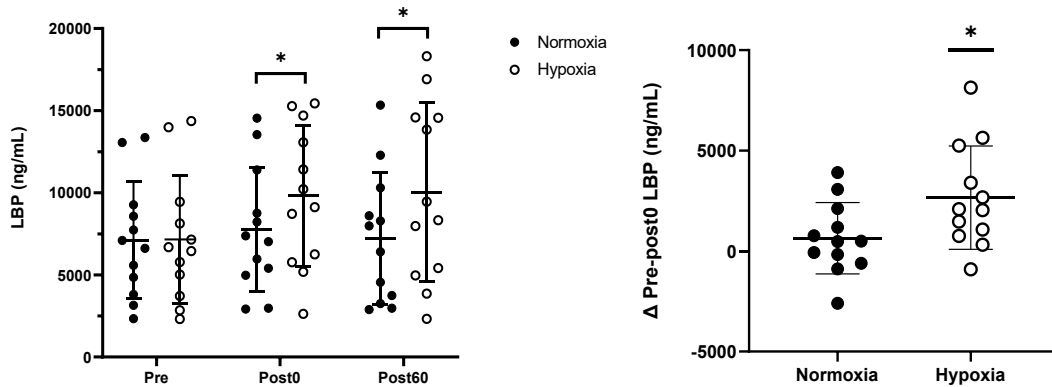 LBP (ng/mL)
20000
15000
10000
5000
0
*
*
Pre
Post0
Post60
Normoxia
Hypoxia
Δ Pre-post0 LBP (ng/mL)
10000
5000
0
-5000
*
Normoxia
Hypoxia